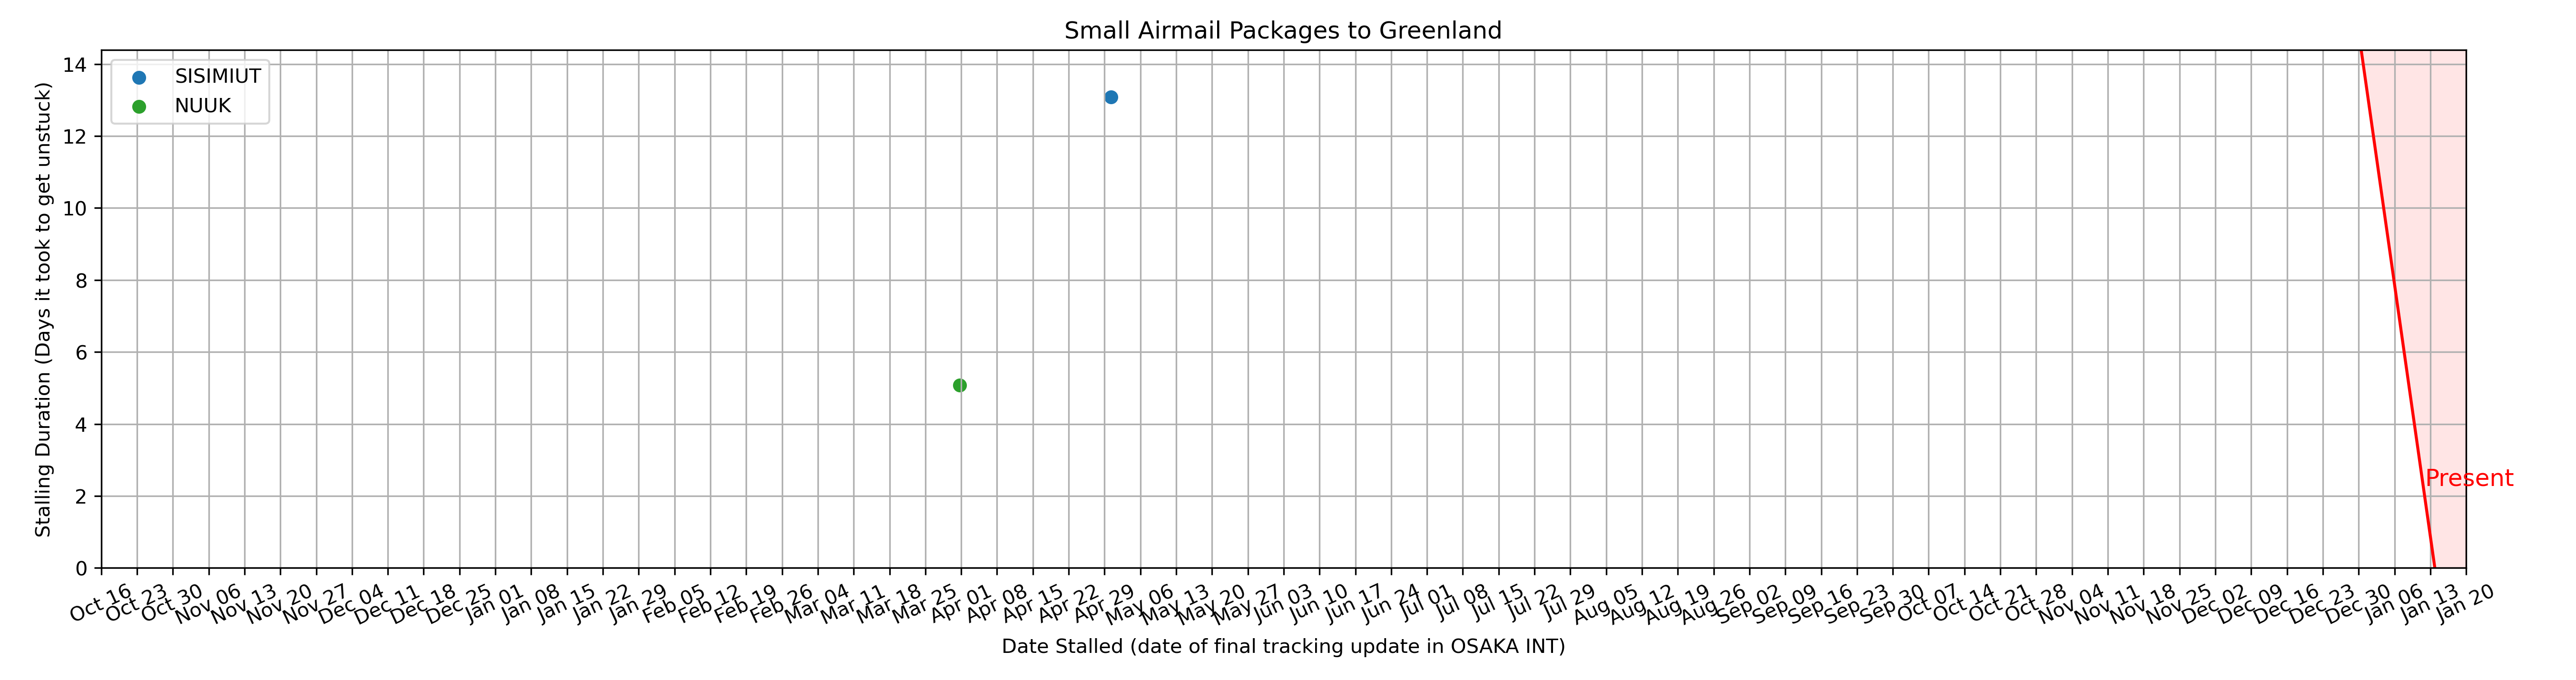 Small Airmail Packages to Greenland
SISIMIUT
NUUK
14
12
10
8
6
4
2
0
Stalling Duration (Days it took to get unstuck)
Present
Oct 16
Oct 23
Oct 30
Nov 06
Nov 13
Nov 20
Nov 27
Dec 04
Dec 11
Dec 18
Dec 25
Jan 01
Jan 08
Jan 15
Jan 22
Jan 29
Feb 05
Feb 12
Feb 19
Feb 26
Mar 04
Mar 11
Mar 18
Mar 25
Apr 01
Apr 08
Apr 15
Apr 22
Apr 29
May 06
May 13
May 20
May 27
Jun 03
Jun 10
Jun 17
Jun 24
Jul 01
Jul 08
Jul 15
Jul 22
Jul 29
Aug 05
Aug 12
Aug 19
Aug 26
Sep 02
Sep 09
Sep 16
Sep 23
Sep 30
Oct 07
Oct 14
Oct 21
Oct 28
Nov 04
Nov 11
Nov 18
Nov 25
Dec 02
Dec 09
Dec 16
Dec 23
Dec 30
Jan 06
Jan 13
Jan 20
Date Stalled (date of final tracking update in OSAKA INT)